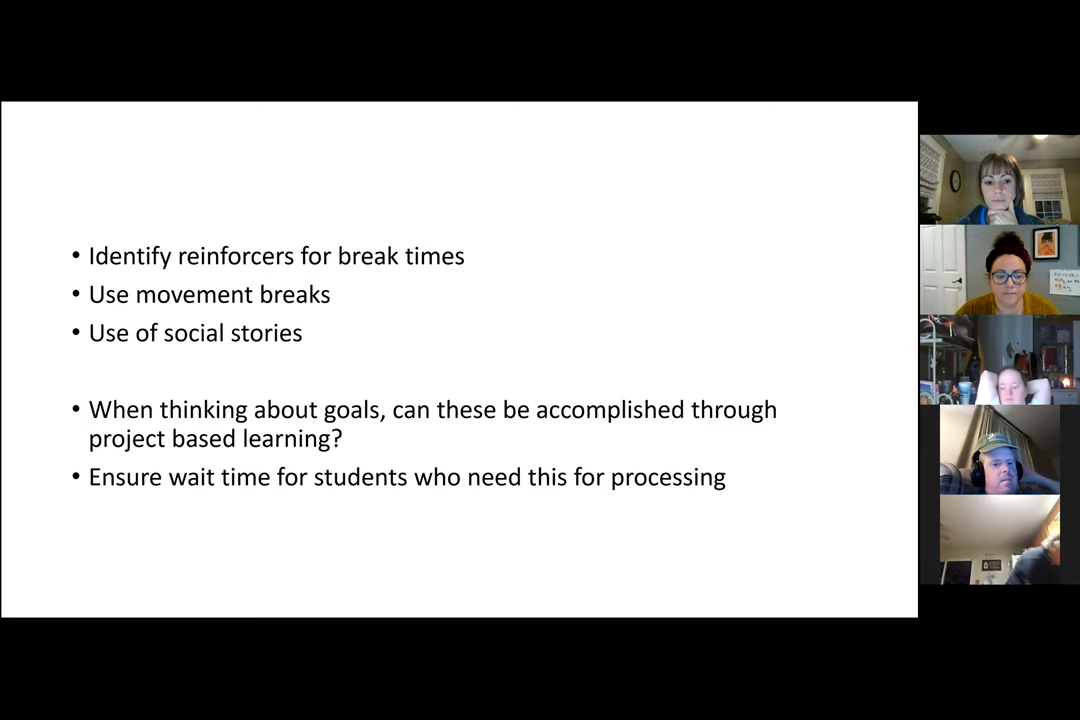 • Identify reinforcers for break times
• Use movement breaks
• Use of social stories
• When thinking about goals, can these be accomplished through
project based learning?
• Ensure wait time for students who need this for processing